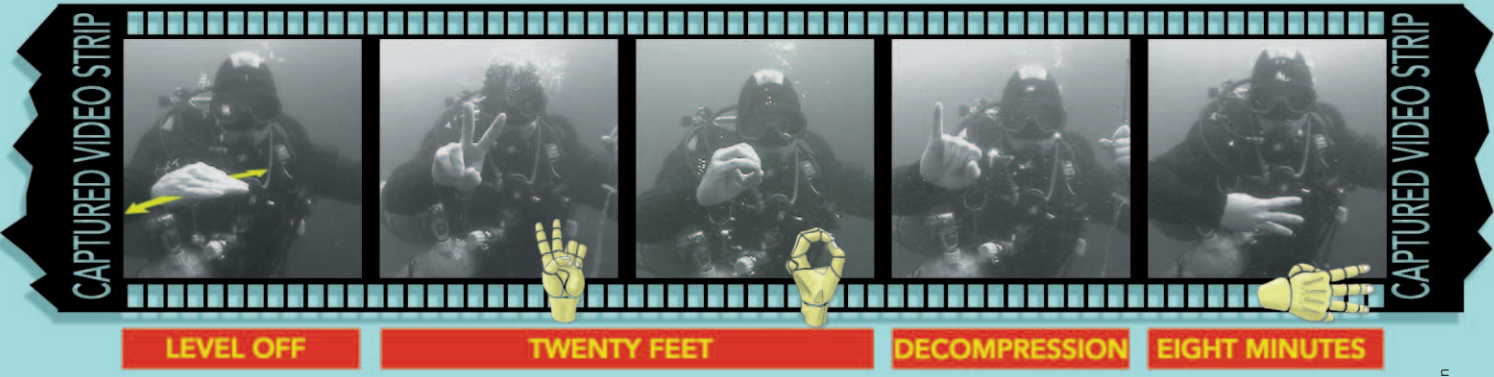 CAPTURED VIDEO STRIP
CAPTURED VIDEO STRIP
LEVEL OFF
TWENTY FEET
DECOMPRESSION
EIGHT MINUTES
n